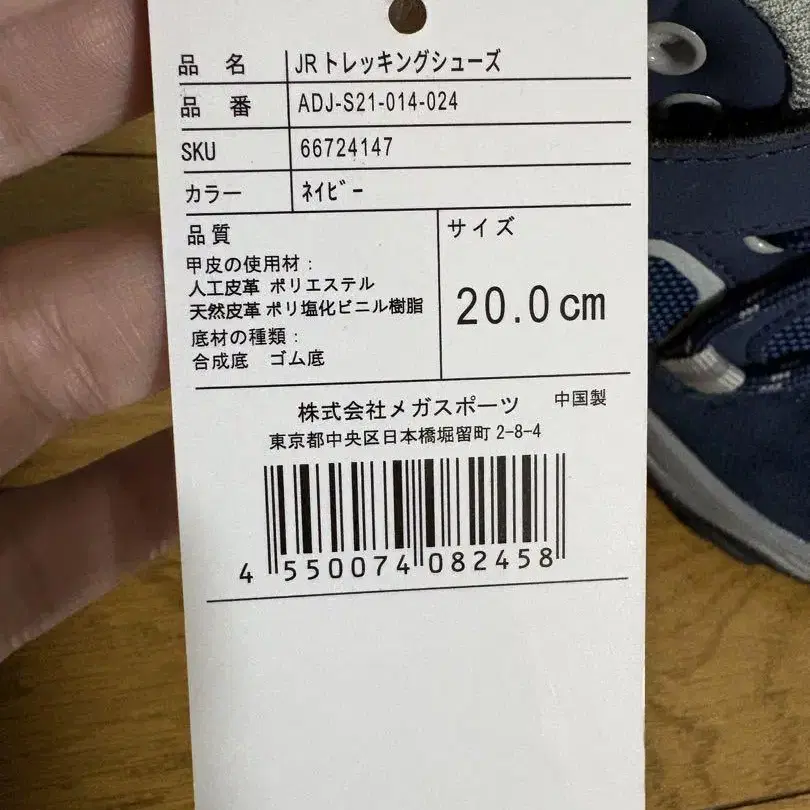 品 名 JRトレッキングシューズ
品 番 ADJ-S21-014-024
SKU 66724147
カラー ﾈｲﾋﾞｰ
品質
甲皮の使用材：
人工皮革 ポリエステル
天然皮革 ポリ塩化ビニル樹脂
底材の種類：
合成底 ゴム底
サイズ
20.0cm
株式会社メガスポーツ 中国製
東京都中央区日本橋堀留町 2-8-4
4 550074 082458